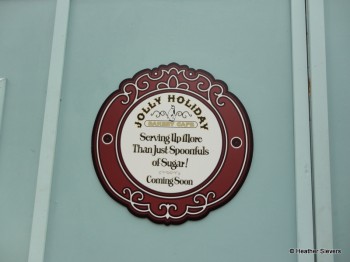 JOLLY HOLIDAY
BAKERY CAFE
Serving Up More
Than Just Spoonfuls
of Sugar!
Coming Soon
© Heather Sievers